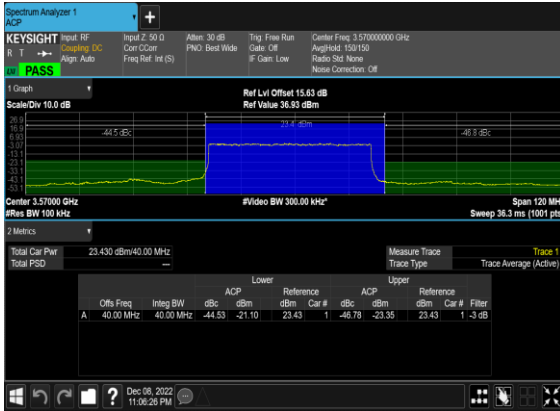 Spectrum Analyzer 1
ACP
+
KEYSIGHT Input: RF Input Z: 50 Ω Atten: 30 dB Trig: Free Run Center Freq: 3.570000000 GHz
R T Coupling: DC Corr CCorr PNO: Best Wide Gate: Off Avg|Hold: 150/150
Align: Auto Freq Ref: Int (S) IF Gain: Low Radio Std: None
LW PASS Noise Correction: Off
1 Graph Ref Lvl Offset 15.63 dB
Scale/Div 10.0 dB Ref Value 36.93 dBm
26.9
16.9
6.93
-3.07
-13.1
-23.1
-33.1
-43.1
-53.1
-44.5 dBc 23.4 dBm -46.8 dBc
Center 3.57000 GHz #Video BW 300.00 kHz* Span 120 MH
#Res BW 100 kHz Sweep 36.3 ms (1001 pts
2 Metrics
Total Car Pwr 23.430 dBm/40.00 MHz Measure Trace Trace 1
Total PSD --- Trace Type Trace Average (Active)
Lower Upper
ACP Reference ACP Reference
Offs Freq Integ BW dBc dBm dBm Car # dBc dBm dBm Car # Filter
A 40.00 MHz 40.00 MHz -44.53 -21.10 23.43 1 -46.78 -23.35 23.43 1 -3 dB
? Dec 08, 2022
11:06:26 PM